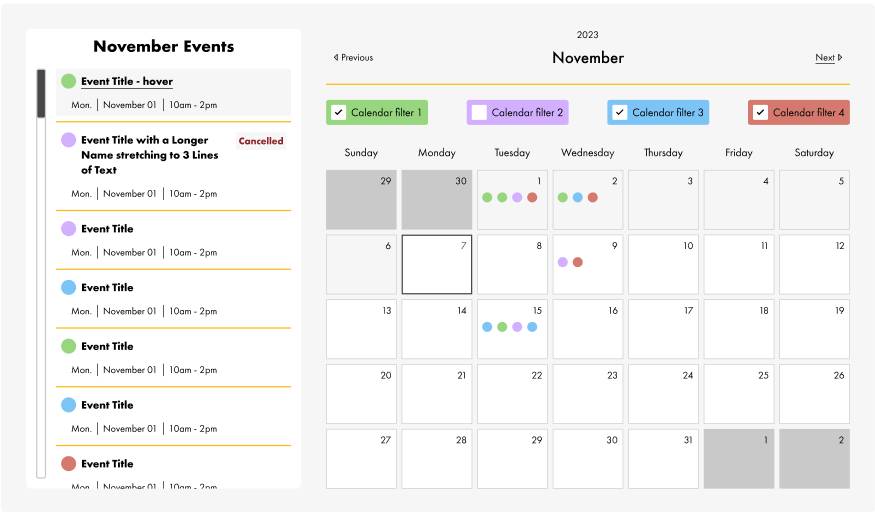 November Events
Event Title - hover
Mon. | November 01 | 10am - 2pm
Event Title with a Longer
Name stretching to 3 Lines
of Text
Cancelled
Mon. | November 01 | 10am - 2pm
Event Title
Mon. | November 01 | 10am - 2pm
Event Title
Mon. | November 01 | 10am - 2pm
Event Title
Mon. | November 01 | 10am - 2pm
Event Title
Mon. | November 01 | 10am - 2pm
Event Title
Mon. | November 01 | 10am - 2pm
2023
Previous
November
Next
Calendar filter 1
Calendar filter 2
Calendar filter 3
Calendar filter 4
Sunday Monday Tuesday Wednesday Thursday Friday Saturday
29 30 1 2 3 4 5
6 7 8 9 10 11 12
13 14 15 16 17 18 19
20 21 22 23 24 25 26
27 28 29 30 31 1 2